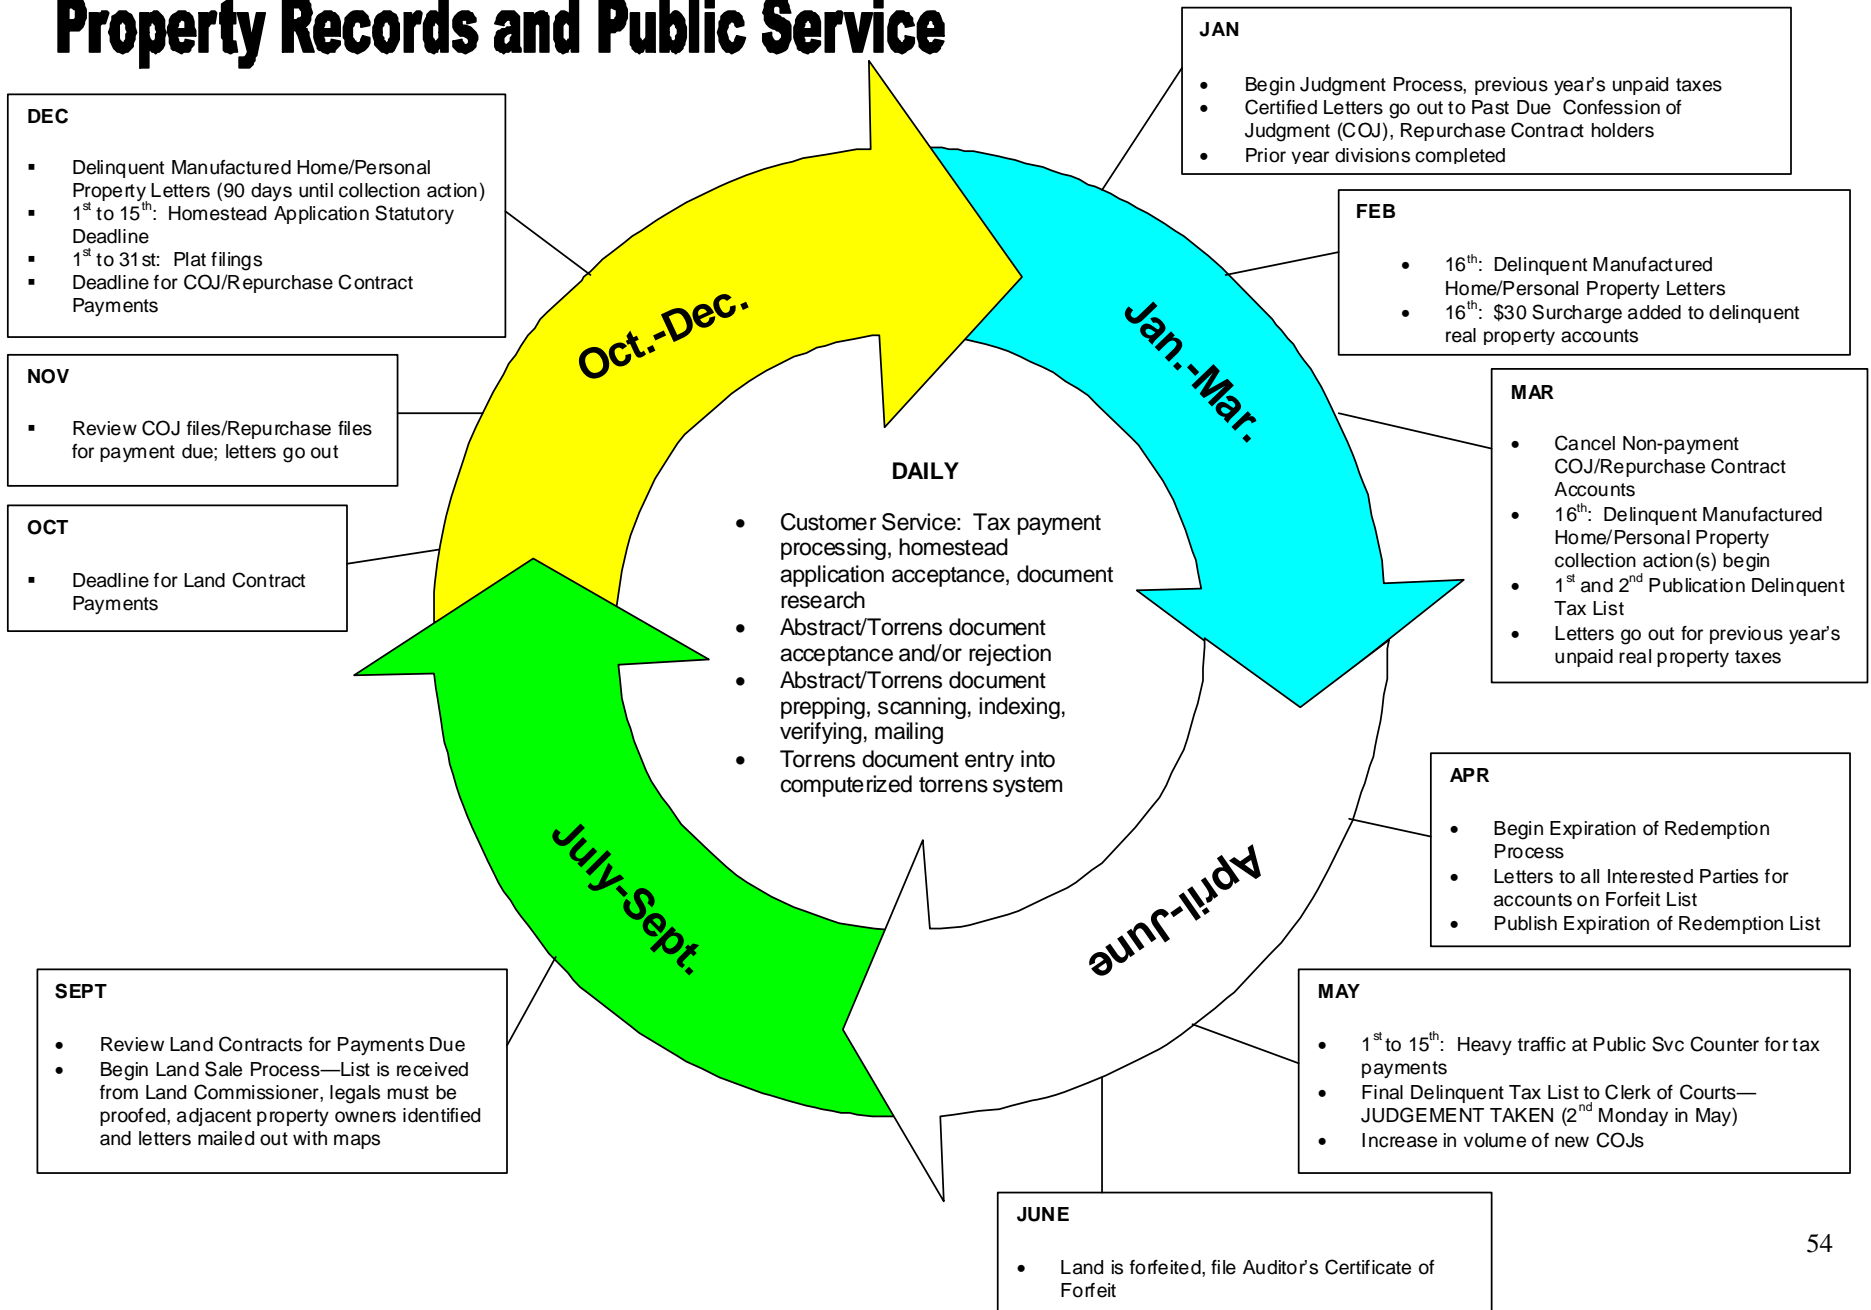 Property Records and Public Service
JAN
• Begin Judgment Process, previous year's unpaid taxes
• Certified Letters go out to Past Due Confession of
Judgment (COJ), Repurchase Contract holders
• Prior year divisions completed
FEB
• 16th: Delinquent Manufactured
Home/Personal Property Letters
• 16th: $30 Surcharge added to delinquent
real property accounts
MAR
• Cancel Non-payment
COJ/Repurchase Contract
Accounts
• 16th: Delinquent Manufactured
Home/Personal Property
collection action(s) begin
• 1st and 2nd Publication Delinquent
Tax List
• Letters go out for previous year's
unpaid real property taxes
APR
• Begin Expiration of Redemption
Process
• Letters to all Interested Parties for
accounts on Forfeit List
• Publish Expiration of Redemption List
MAY
• 1st to 15th: Heavy traffic at Public Svc Counter for tax
payments
• Final Delinquent Tax List to Clerk of Courts—
JUDGEMENT TAKEN (2nd Monday in May)
• Increase in volume of new COJs
JUNE
• Land is forfeited, file Auditor's Certificate of
Forfeit
SEPT
• Review Land Contracts for Payments Due
• Begin Land Sale Process—List is received
from Land Commissioner, legals must be
proofed, adjacent property owners identified
and letters mailed out with maps
OCT
▪ Deadline for Land Contract
Payments
NOV
▪ Review COJ files/Repurchase files
for payment due; letters go out
DEC
▪ Delinquent Manufactured Home/Personal
Property Letters (90 days until collection action)
▪ 1st to 15th: Homestead Application Statutory
Deadline
▪ 1st to 31st: Plat filings
▪ Deadline for COJ/Repurchase Contract
Payments
Oct.-Dec.
Jan.-Mar.
April-June
July-Sept.
DAILY
• Customer Service: Tax payment
processing, homestead
application acceptance, document
research
• Abstract/Torrens document
acceptance and/or rejection
• Abstract/Torrens document
prepping, scanning, indexing,
verifying, mailing
• Torrens document entry into
computerized torrens system
54